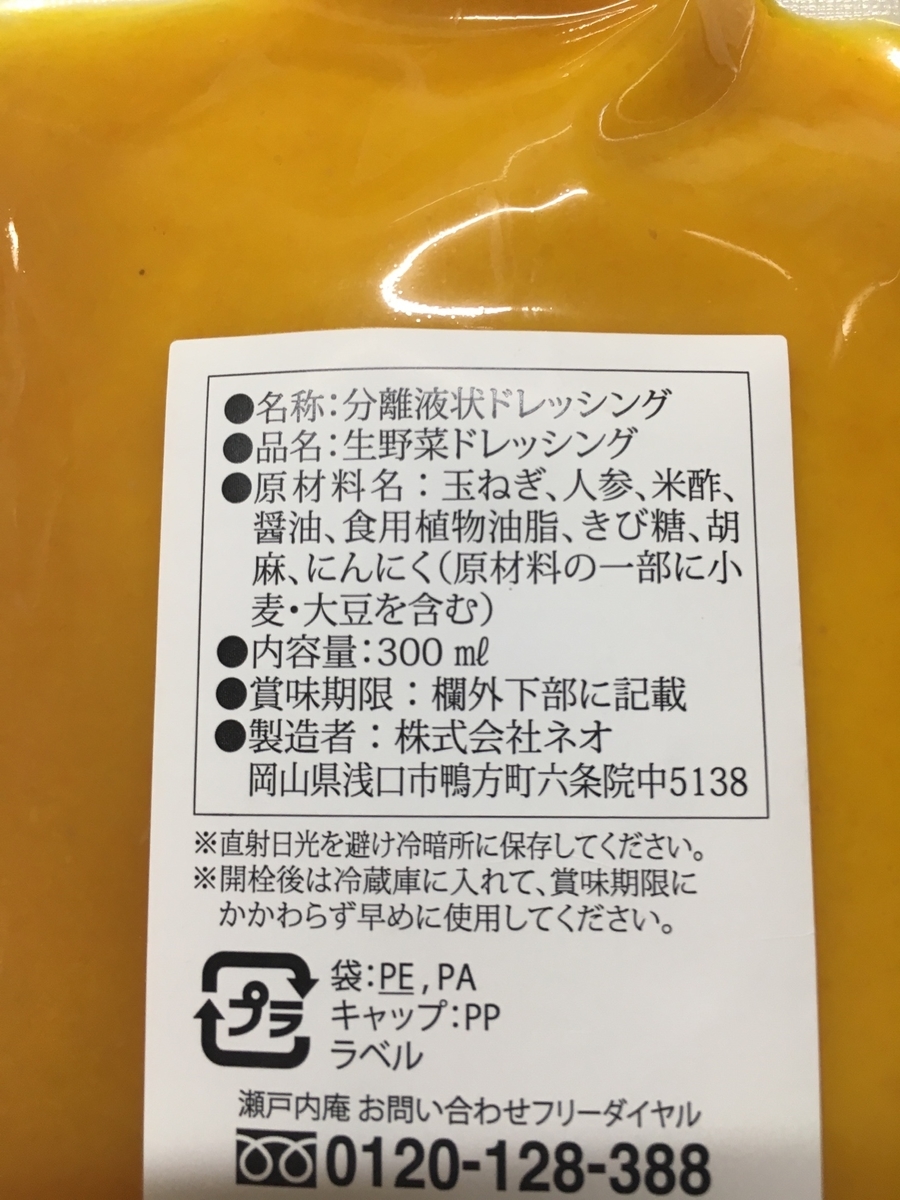 ●名称：分離液状ドレッシング
●品名：生野菜ドレッシング
●原材料名：玉ねぎ、人参、米酢、
醤油、食用植物油脂、きび糖、胡
麻、にんにく（原材料の一部に小
麦・大豆を含む）
●内容量：300 ㎖
●賞味期限：欄外下部に記載
●製造者：株式会社ネオ
岡山県浅口市鴨方町六条院中5138
※直射日光を避け冷暗所に保存してください。
※開栓後は冷蔵庫に入れて、賞味期限に
かかわらず早めに使用してください。
プラ
袋：PE , PA
キャップ：PP
ラベル
瀬戸内庵 お問い合わせフリーダイヤル
0120-128-388